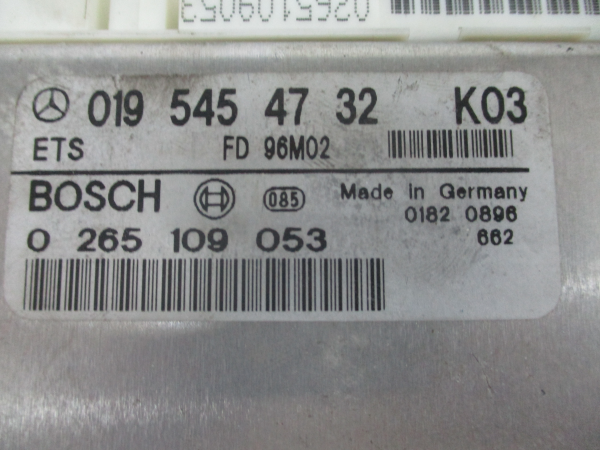 0265109053
019 545 47 32 K03
ETS FD 96M02
BOSCH 085 Made in Germany
0182 0896
0 265 109 053 662